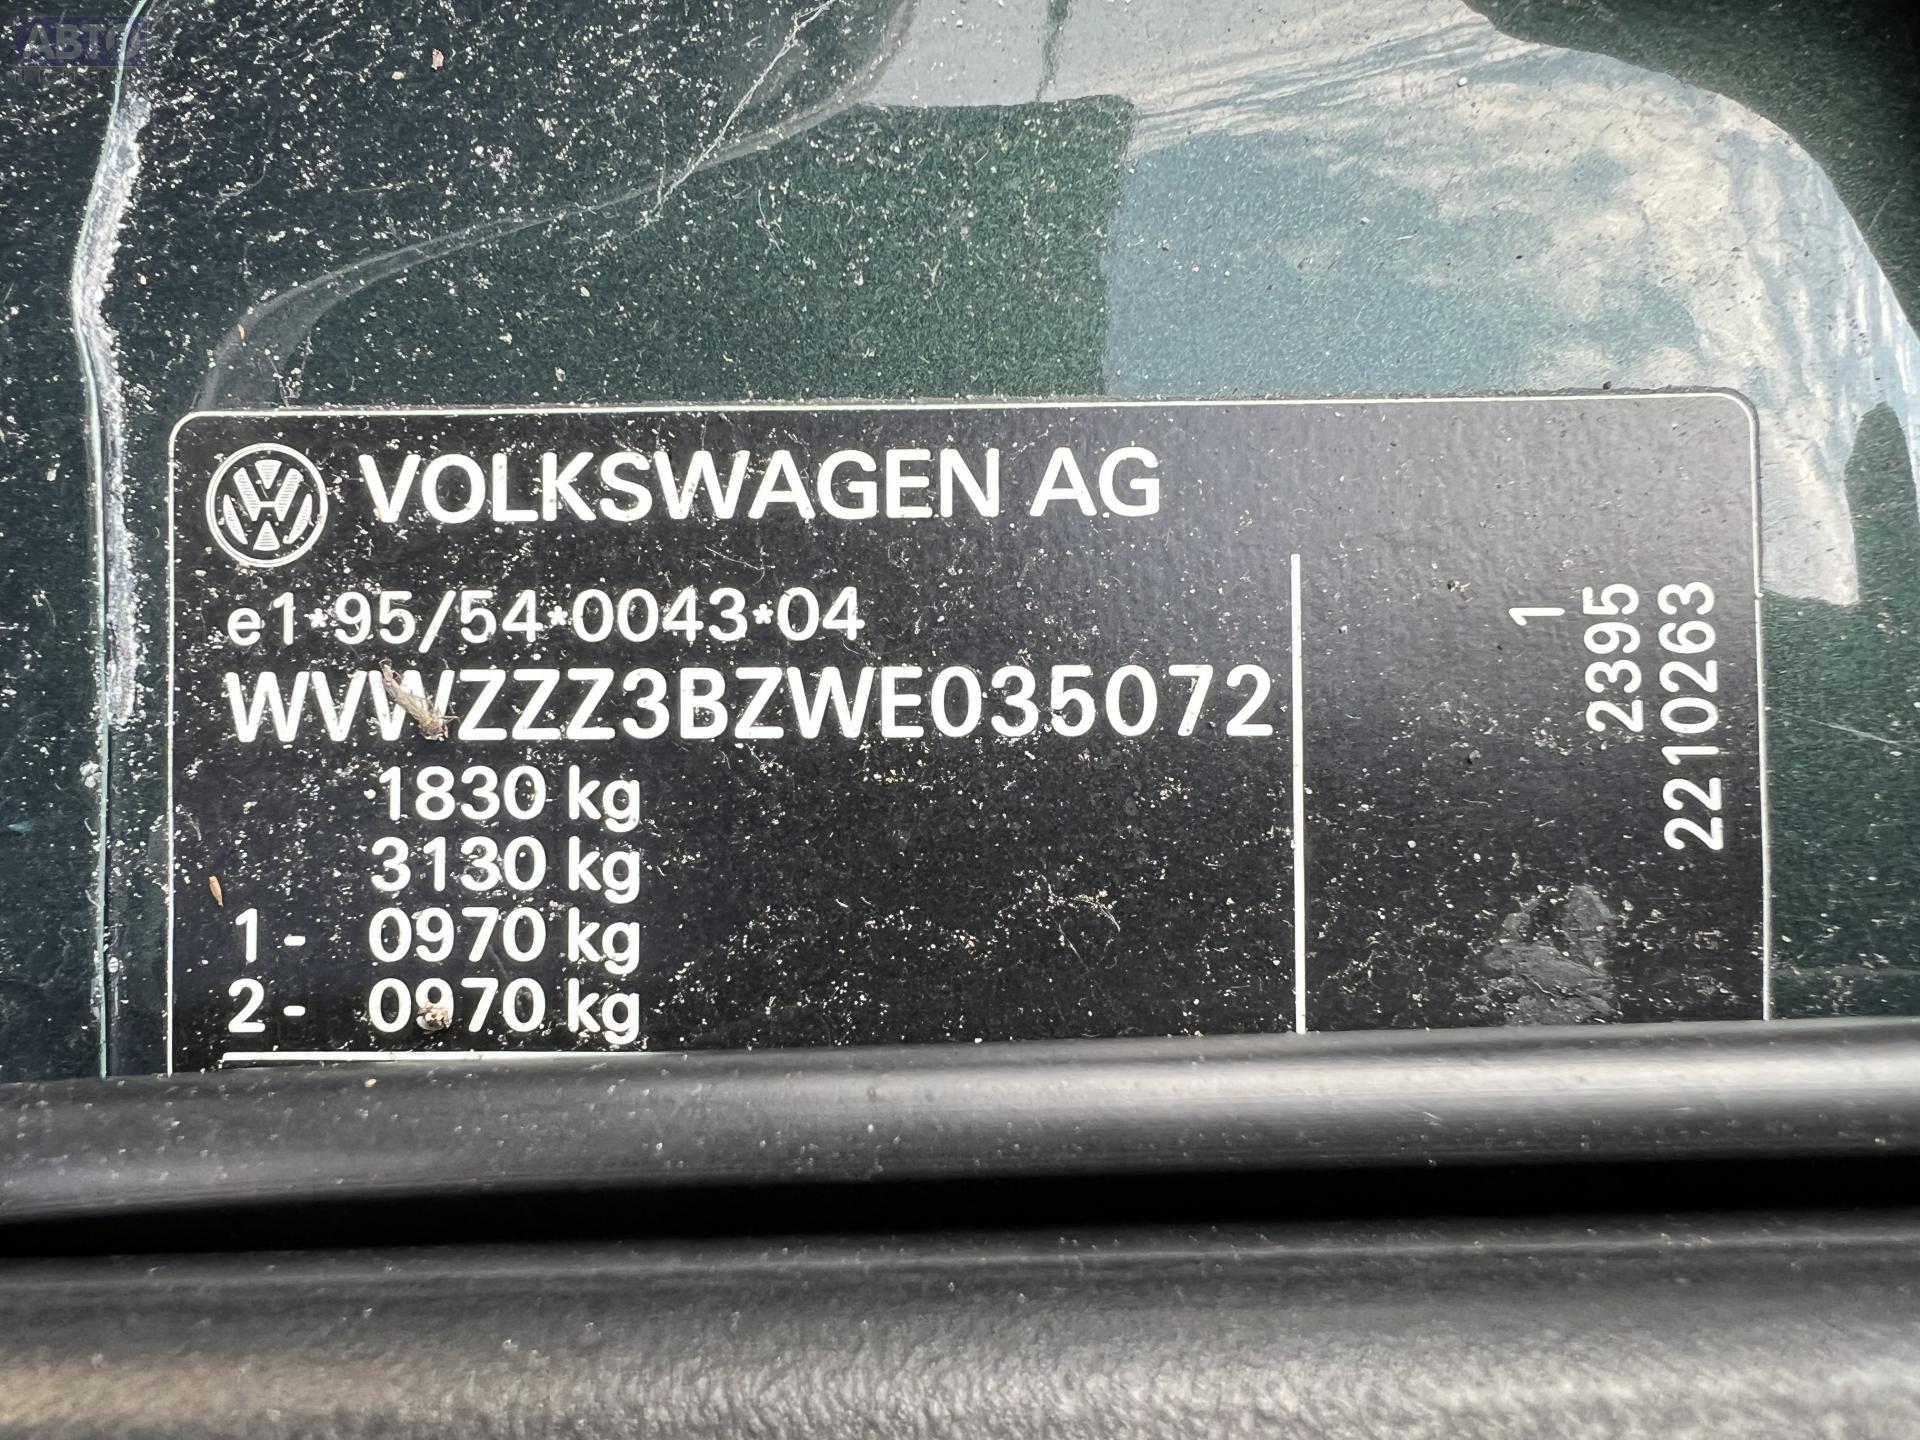 АВТО
VOLKSWAGEN AG
e1*95/54*0043*04
WVWZZZ3BZWE035072
1830 kg
3130 kg
1- 0970 kg
2- 0970 kg
1
2395
2210263